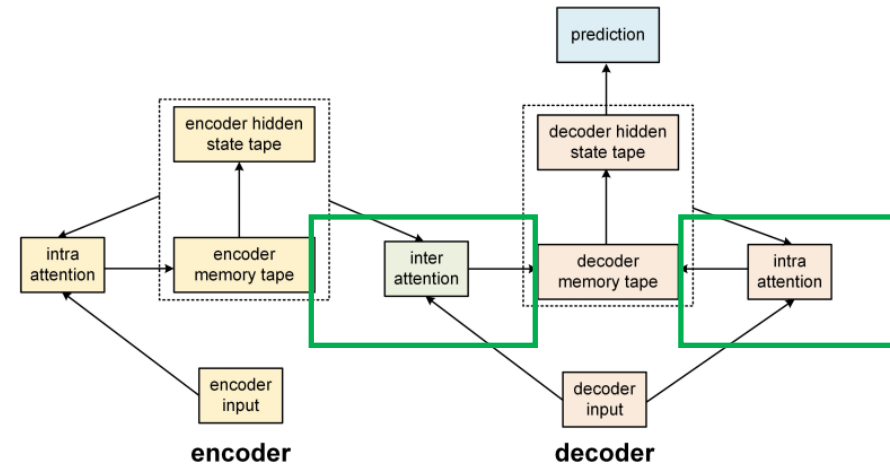 prediction
encoder hidden
state tape
decoder hidden
state tape
intra
attention
encoder
memory tape
inter
attention
decoder
memory tape
intra
attention
encoder
input
decoder
input
encoder
decoder